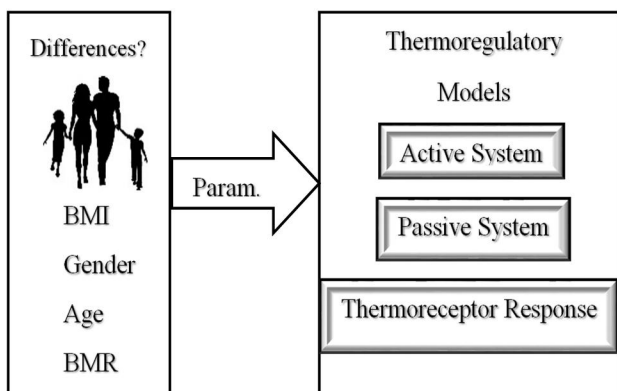 Differences?
BMI
Gender
Age
BMR
Param.
Thermoregulatory
Models
Active System
Passive System
Thermoreceptor Response